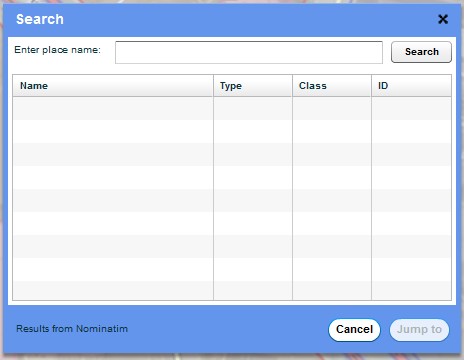 Search
Enter place name: Search
Name Type Class ID
Results from Nominatim Cancel Jump to